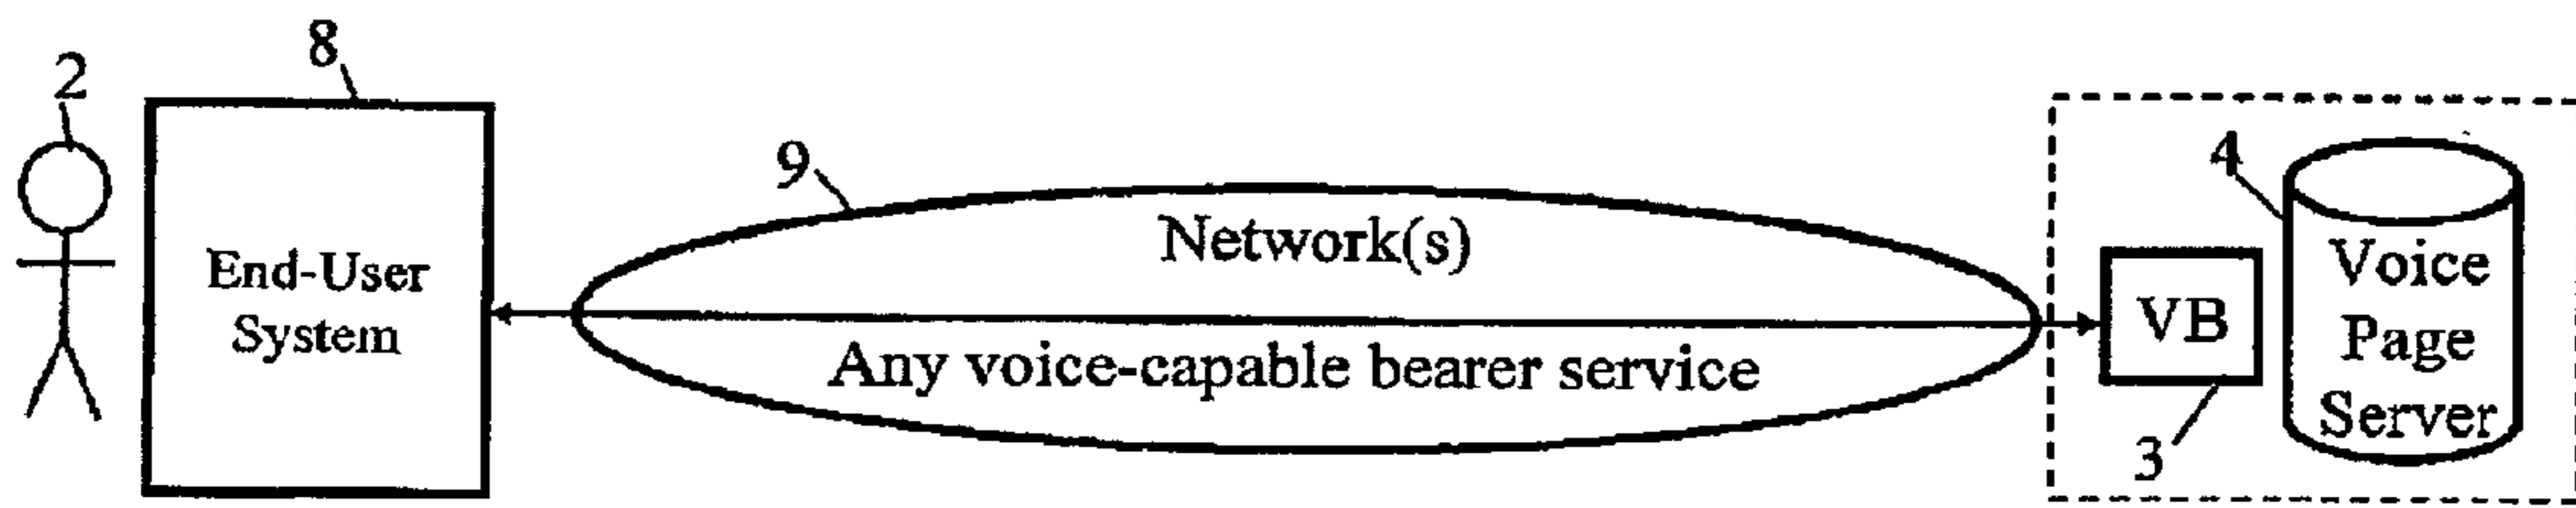 2
8
End-User
System
9
Network(s)
Any voice-capable bearer service
VB
3
4
Voice
Page
Server